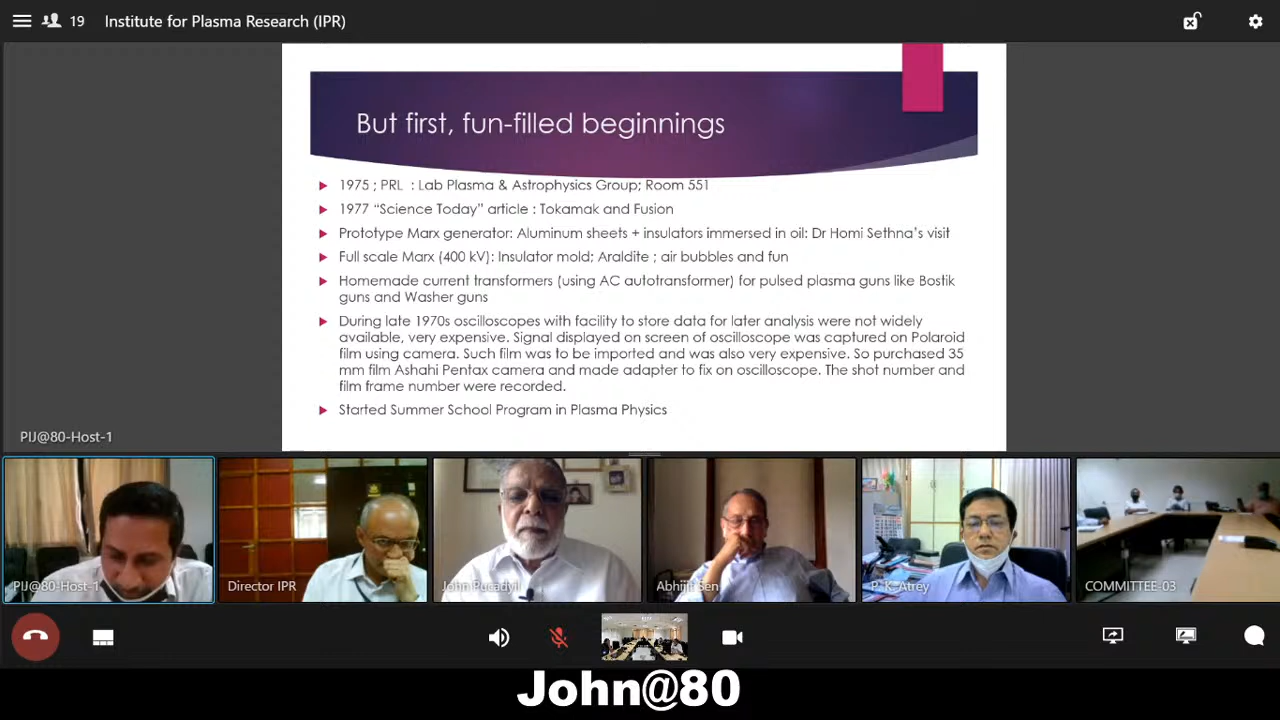 19 Institute for Plasma Research (IPR)
But first, fun-filled beginnings
1975 ; PRL : Lab Plasma & Astrophysics Group; Room 551
1977 “Science Today” article : Tokamak and Fusion
Prototype Marx generator: Aluminum sheets + insulators immersed in oil: Dr Homi Sethna’s visit
Full scale Marx (400 kV): Insulator mold; Araldite ; air bubbles and fun
Homemade current transformers (using AC autotransformer) for pulsed plasma guns like Bostik
guns and Washer guns
During late 1970s oscilloscopes with facility to store data for later analysis were not widely
available, very expensive. Signal displayed on screen of oscilloscope was captured on Polaroid
film using camera. Such film was to be imported and was also very expensive. So purchased 35
mm film Ashahi Pentax camera and made adapter to fix on oscilloscope. The shot number and
film frame number were recorded.
Started Summer School Program in Plasma Physics
PIJ@80-Host-1
PIJ@80-Host-1
Director IPR
John Pucadyil
Abhijit Sen
P. K. Atrey
COMMITTEE-03
John@80